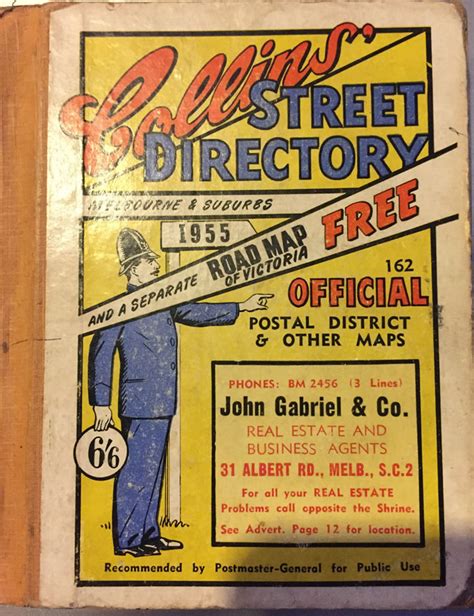 Collins'
STREET
DIRECTORY
MELBOURNE & SUBURBS
1955
AND A SEPARATE ROAD MAP OF VICTORIA FREE
162
OFFICIAL
POSTAL DISTRICT
& OTHER MAPS
6/6
PHONES: BM 2456 (3 Lines)
John Gabriel & Co.
REAL ESTATE AND
BUSINESS AGENTS
31 ALBERT RD., MELB., S.C.2
For all your REAL ESTATE
Problems call opposite the Shrine.
See Advert. Page 12 for location.
Recommended by Postmaster-General for Public Use